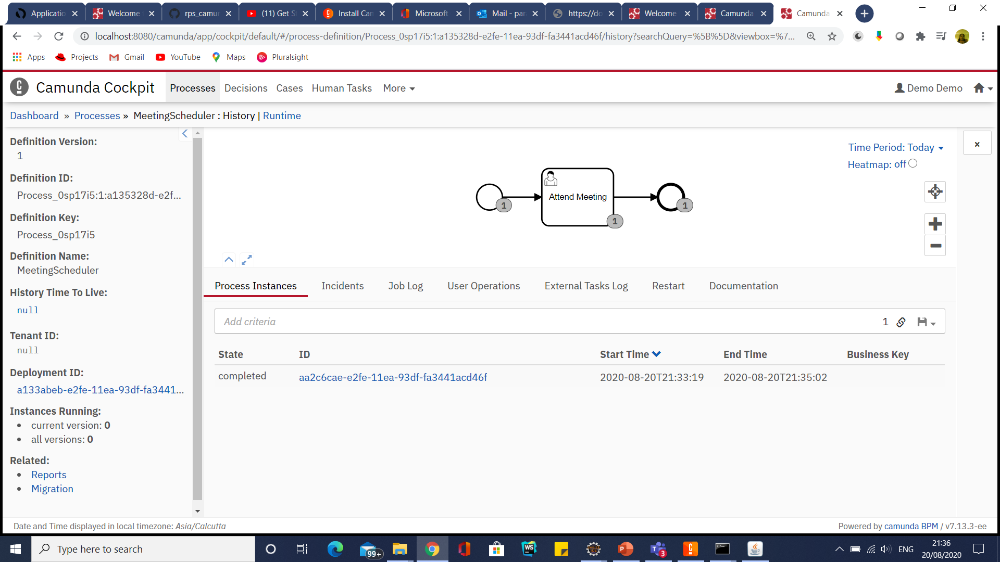 Applicatio
Welcome
rps_camun
(11) Get S
Install Can
Microsoft
Mail - par
https://do
Welcome
Camunda
Camunda
localhost:8080/camunda/app/cockpit/default/#/process-definition/Process_0sp17i5:1:a135328d-e2fe-11ea-93df-fa3441acd46f/history?searchQuery=%5B%5D&viewbox=%7...
Apps
Projects
Gmail
YouTube
Maps
Pluralsight
Camunda Cockpit
Processes
Decisions
Cases
Human Tasks
More
Demo Demo
Dashboard » Processes » MeetingScheduler : History | Runtime
Definition Version:
1
Definition ID:
Process_0sp17i5:1:a135328d-e2f...
Definition Key:
Process_0sp17i5
Definition Name:
MeetingScheduler
History Time To Live:
null
Tenant ID:
null
Deployment ID:
a133abeb-e2fe-11ea-93df-fa3441...
Instances Running:
current version: 0
all versions: 0
Related:
Reports
Migration
Time Period: Today
Heatmap: off
Attend Meeting
1
1
1
Process Instances
Incidents
Job Log
User Operations
External Tasks Log
Restart
Documentation
Add criteria
1
State
ID
Start Time
End Time
Business Key
completed
aa2c6cae-e2fe-11ea-93df-fa3441acd46f
2020-08-20T21:33:19
2020-08-20T21:35:02
Date and Time displayed in local timezone: Asia/Calcutta
Powered by camunda BPM / v7.13.3-ee
Type here to search
99+
WS
3
ENG
21:36
20/08/2020